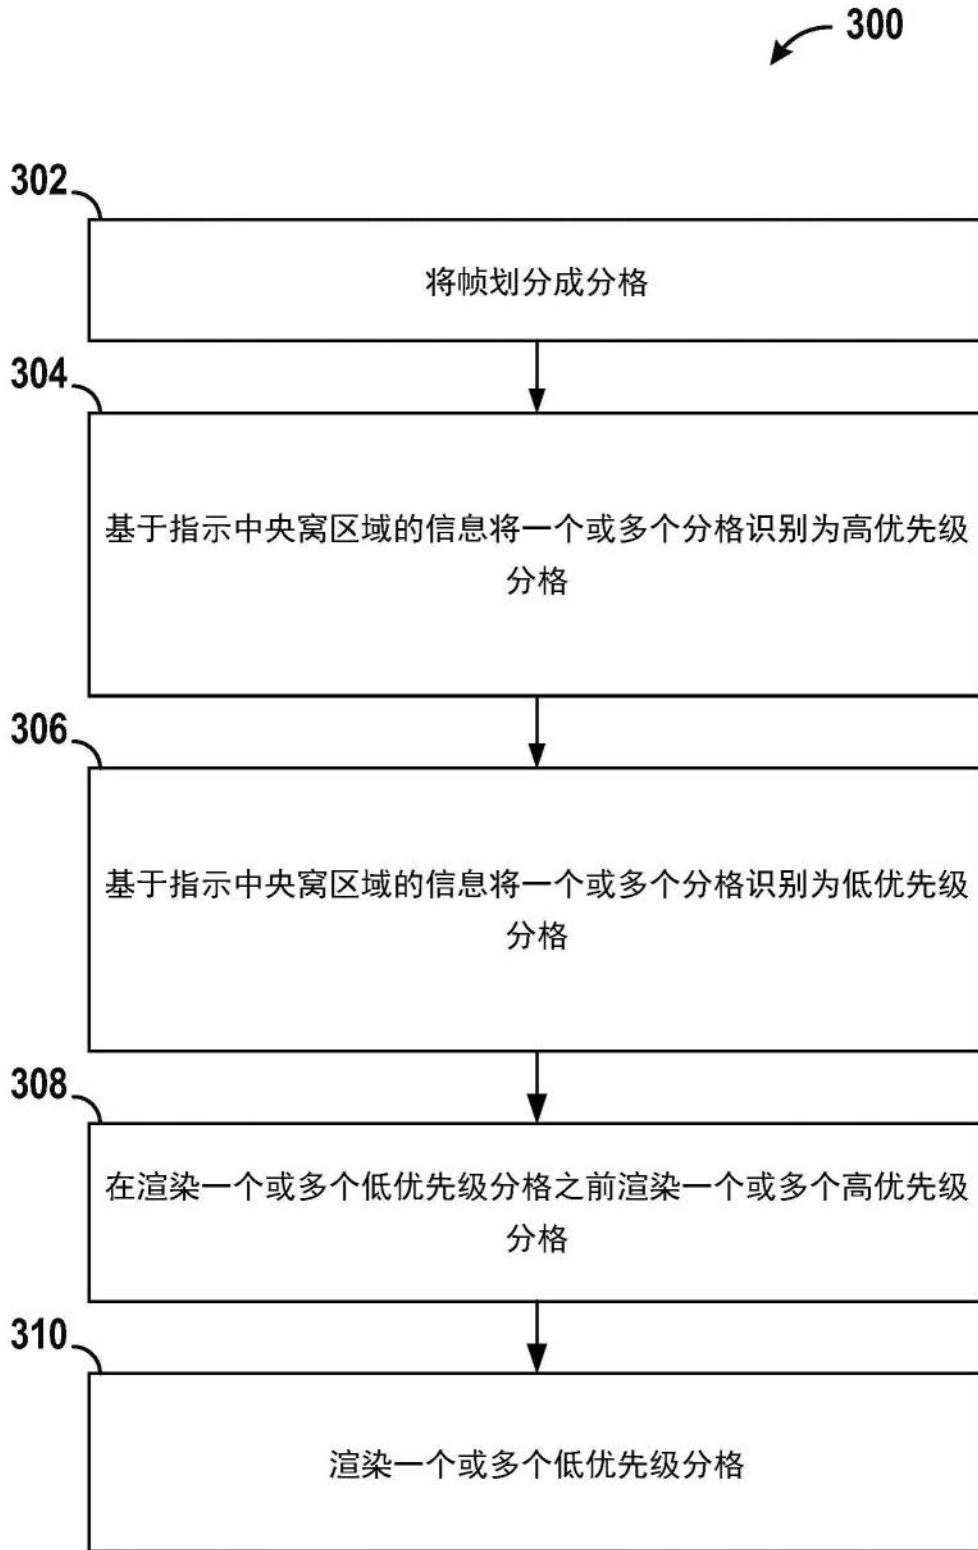 300
302
将帧划分成分格
304
基于指示中央窝区域的信息将一个或多个分格识别为高优先级
分格
306
基于指示中央窝区域的信息将一个或多个分格识别为低优先级
分格
308
在渲染一个或多个低优先级分格之前渲染一个或多个高优先级
分格
310
渲染一个或多个低优先级分格